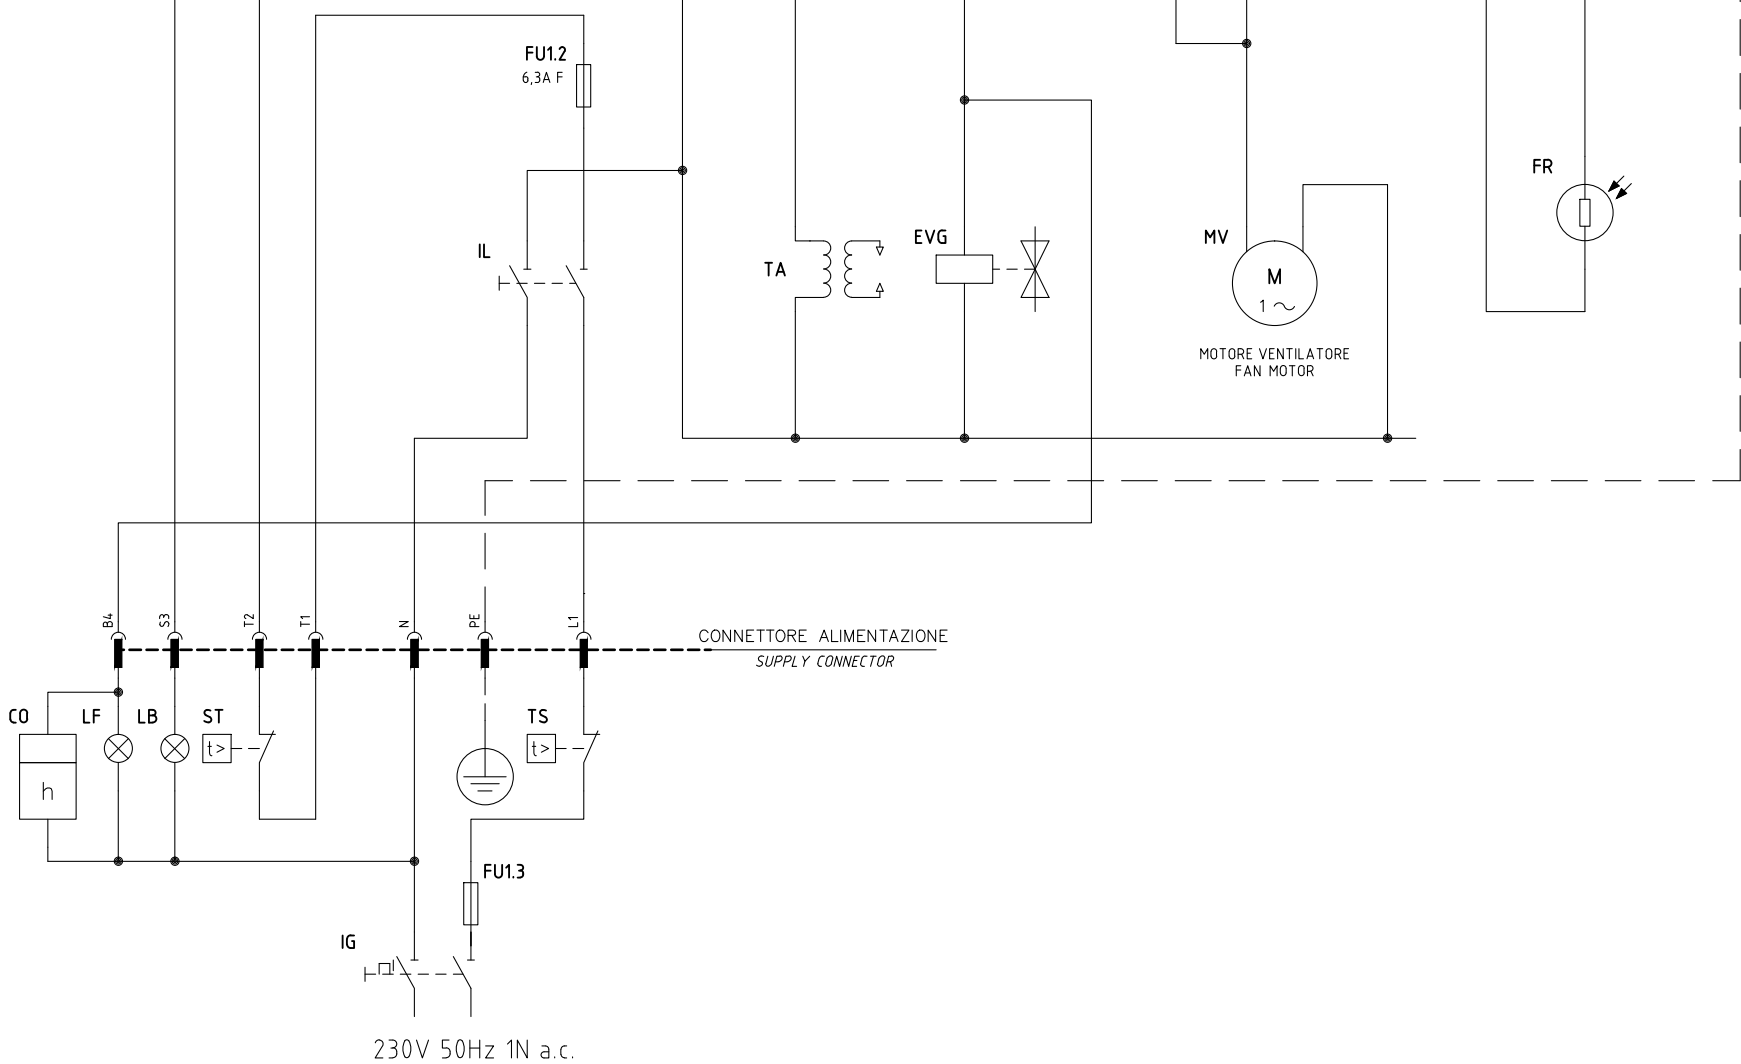 FU1.2
6,3A F
FR
IL
EVG
MV
TA
M
1 ~
MOTORE VENTILATORE
FAN MOTOR
B4
S3
T2
T1
N
PE
L1
CONNETTORE ALIMENTAZIONE
SUPPLY CONNECTOR
CO
LF
LB
ST
TS
t>
t>
h
FU1.3
IG
230V 50Hz 1N a.c.